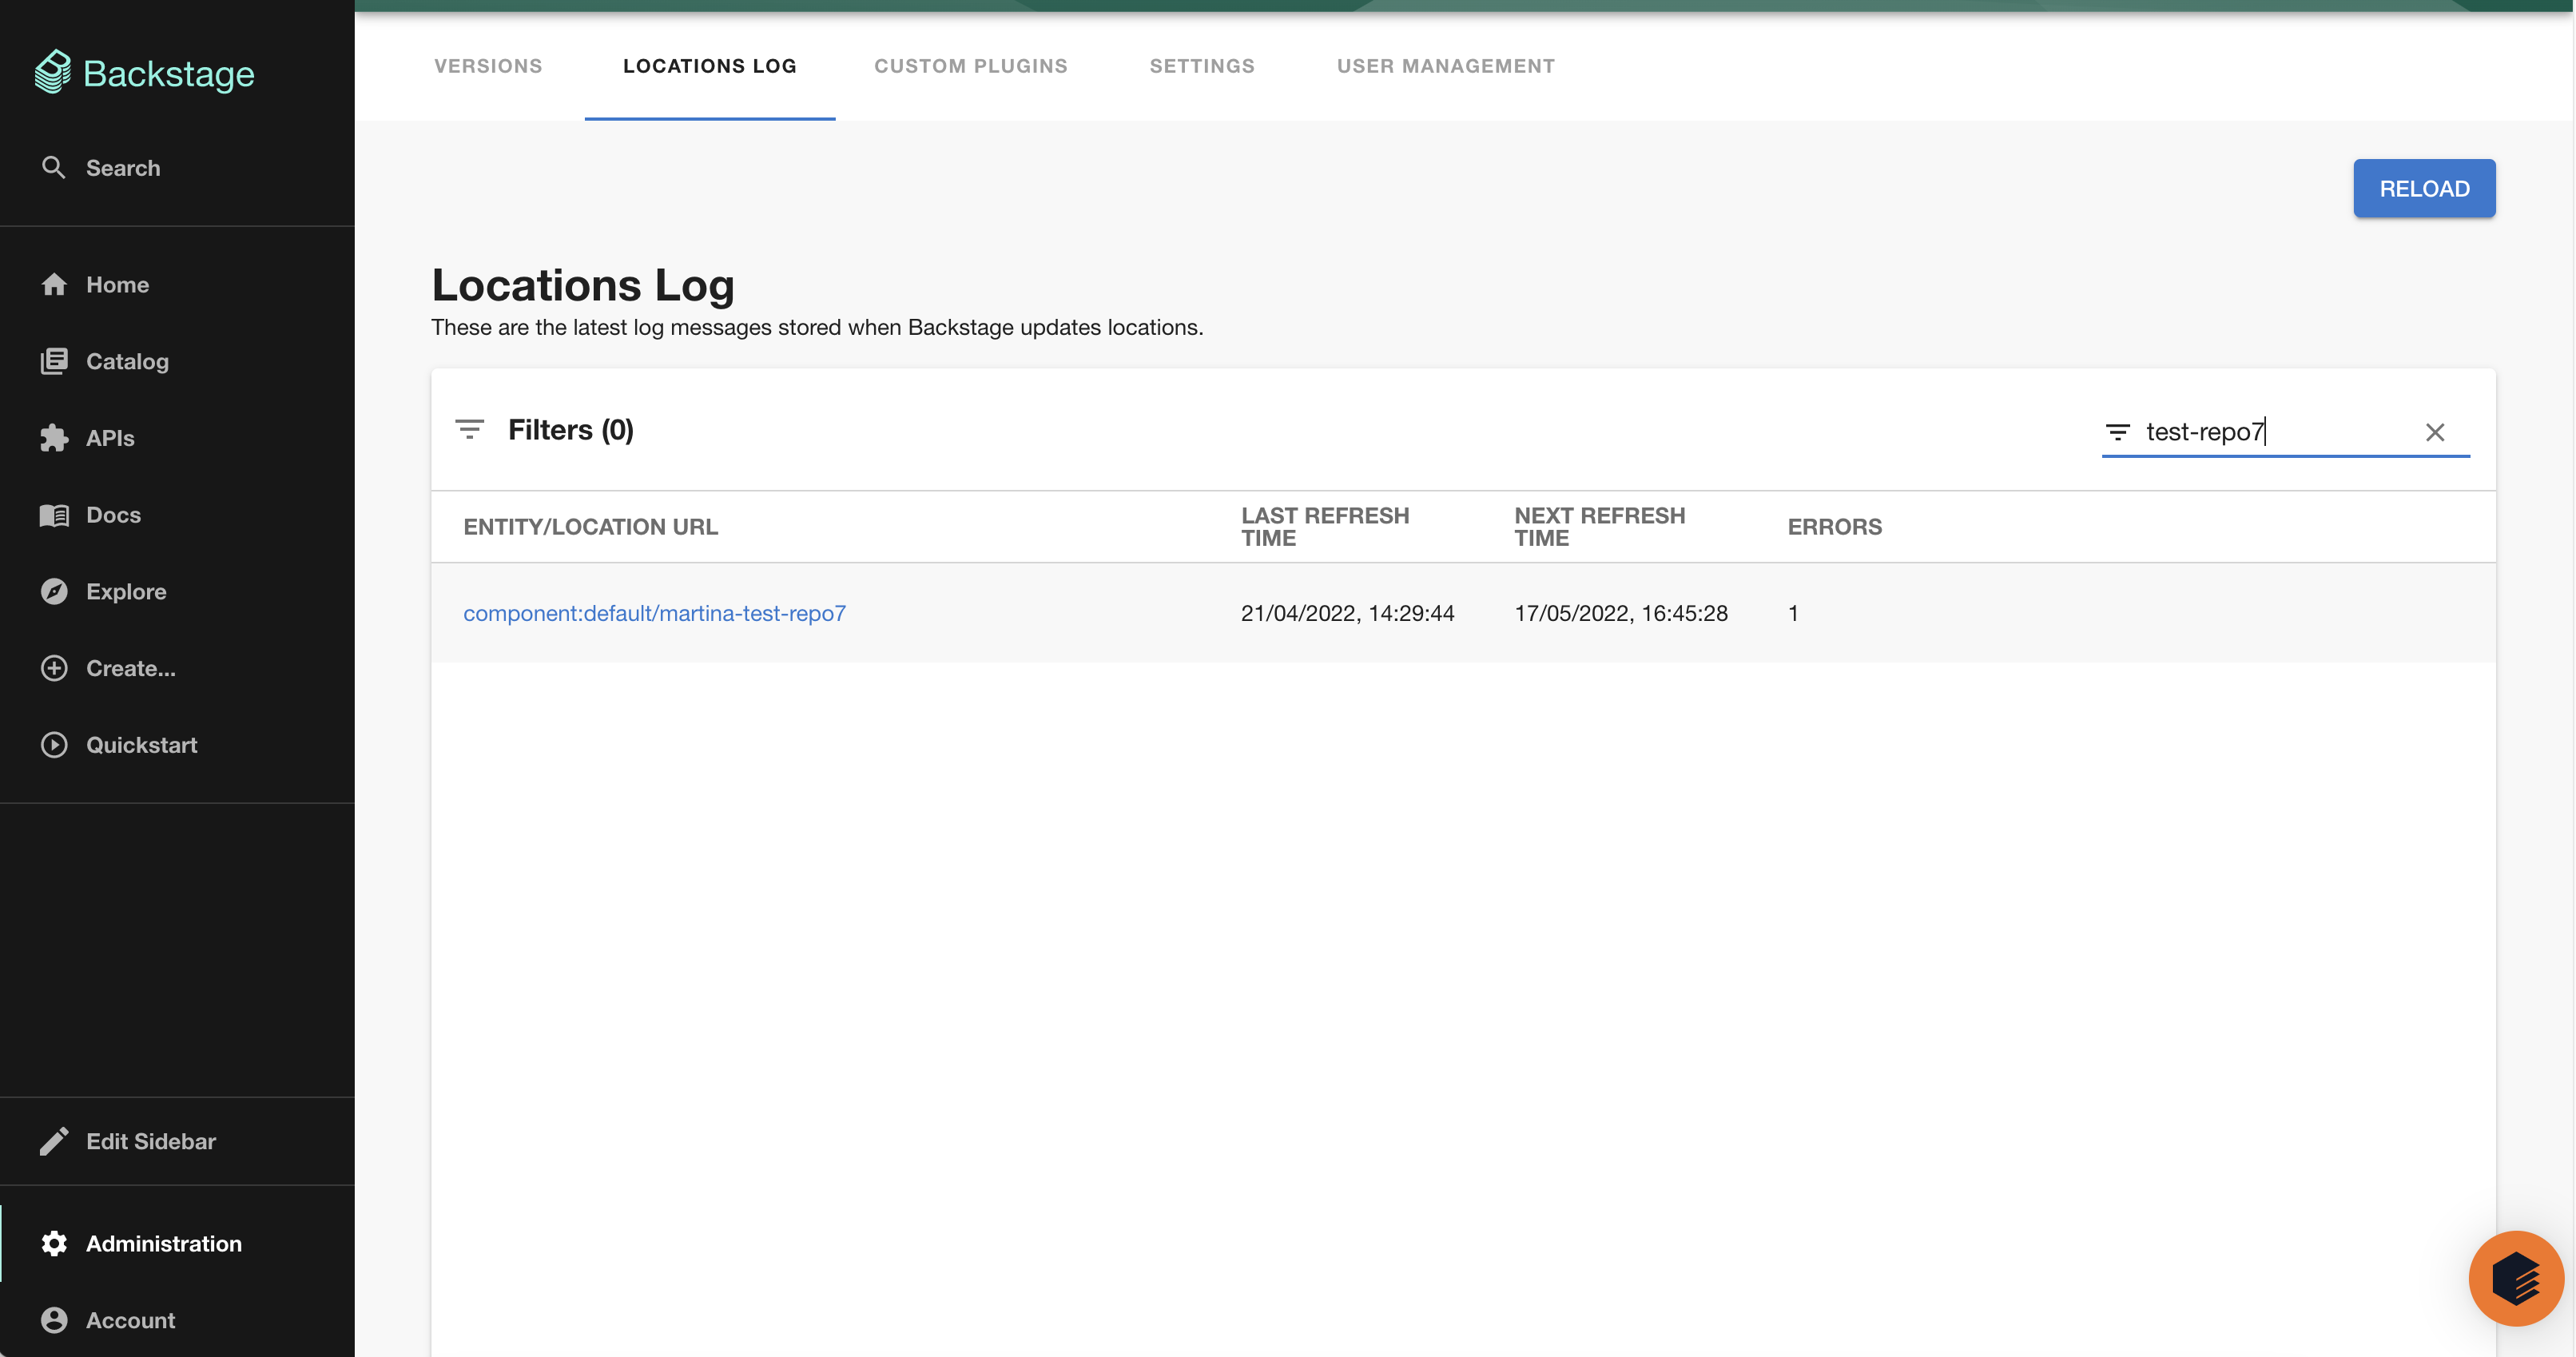 Backstage
Search
Home
Catalog
APIs
Docs
Explore
Create...
Quickstart
Edit Sidebar
Administration
Account
VERSIONS LOCATIONS LOG CUSTOM PLUGINS SETTINGS USER MANAGEMENT
RELOAD
Locations Log
These are the latest log messages stored when Backstage updates locations.
Filters (0) test-repo7
ENTITY/LOCATION URL LAST REFRESH TIME NEXT REFRESH TIME ERRORS
component:default/martina-test-repo7 21/04/2022, 14:29:44 17/05/2022, 16:45:28 1